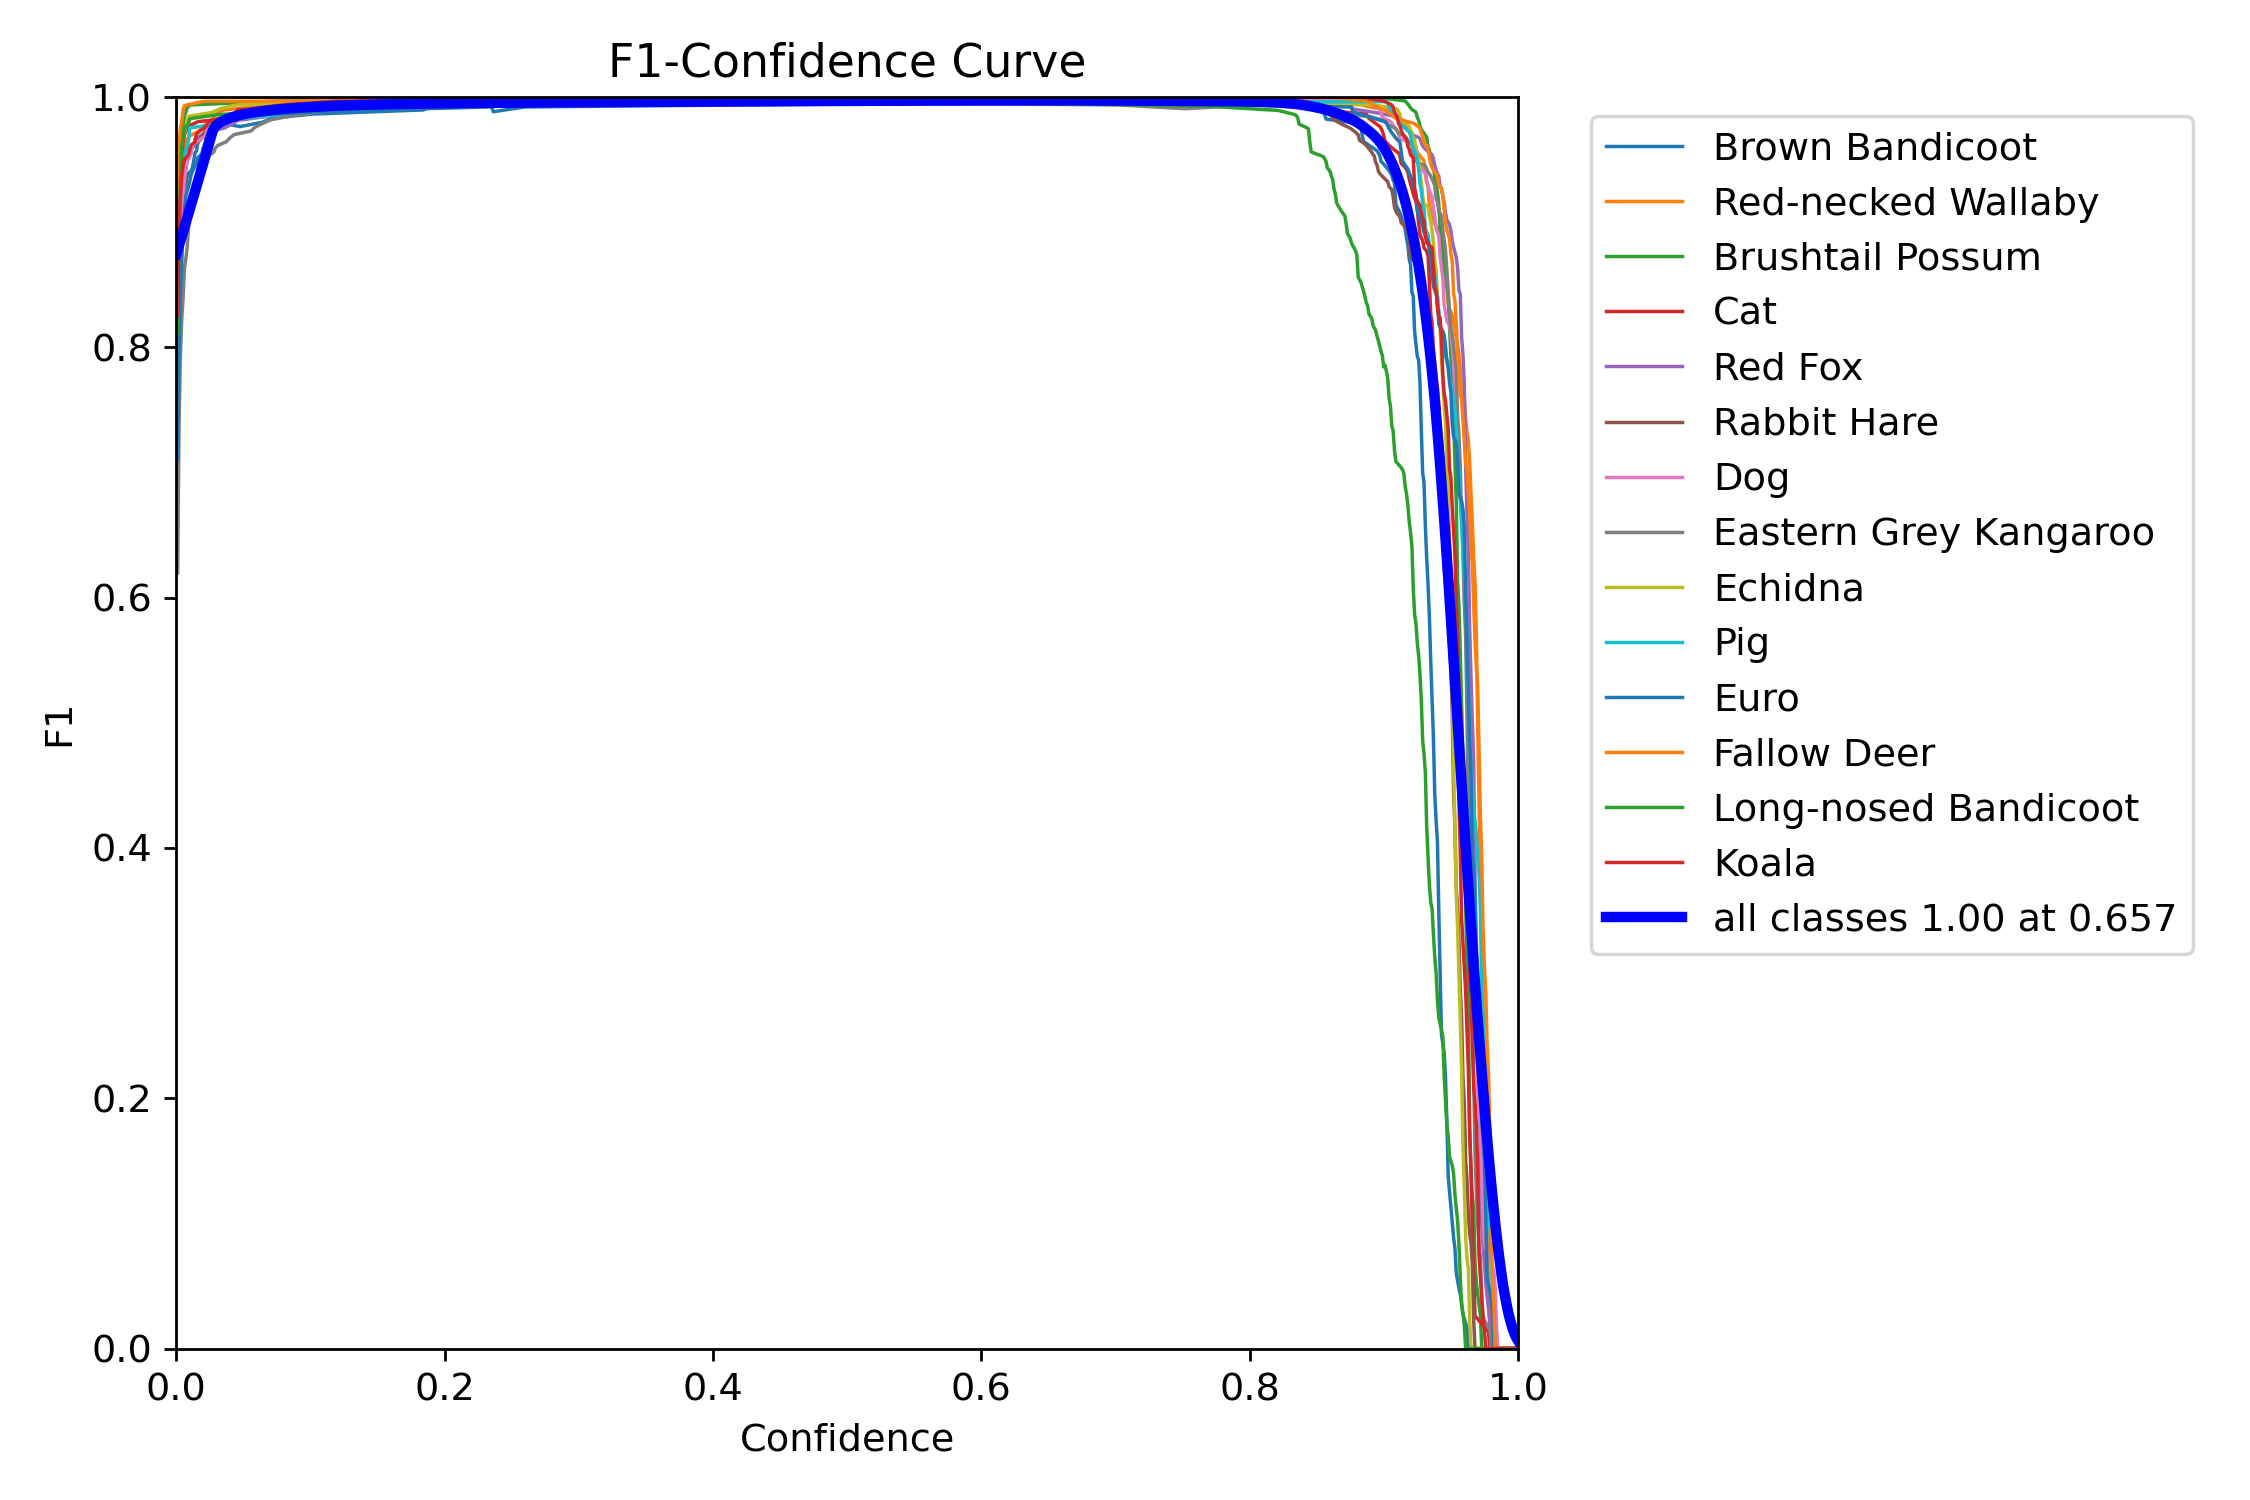 F1-Confidence Curve
1.0
0.8
0.6
0.4
0.2
0.0
F1
0.0 0.2 0.4 0.6 0.8 1.0
Confidence
Brown Bandicoot
Red-necked Wallaby
Brushtail Possum
Cat
Red Fox
Rabbit Hare
Dog
Eastern Grey Kangaroo
Echidna
Pig
Euro
Fallow Deer
Long-nosed Bandicoot
Koala
all classes 1.00 at 0.657